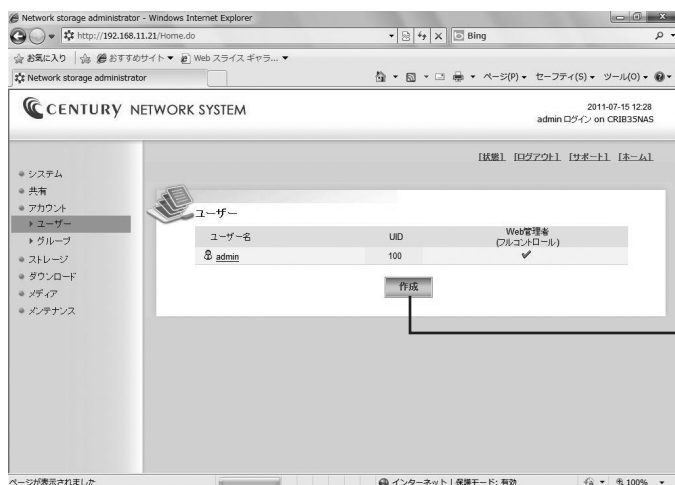 Network storage administrator - Windows Internet Explorer
http://192.168.11.21/Home.do
Bing
お気に入り おすすめサイト ▼ Web スライス ギャラ... ▼
Network storage administrator
ページ(P) ▼ セーフティ(S) ▼ ツール(O) ▼
CENTURY NETWORK SYSTEM
2011-07-15 12:28
admin ログイン on CRIB35NAS
[状態] [ログアウト] [サポート] [ホーム]
システム
共有
アカウント
ユーザー
グループ
ストレージ
ダウンロード
メディア
メンテナンス
ユーザー
ユーザー名 UID Web管理者
(フルコントロール)
admin 100 ✔
作成
ページが表示されました
インターネット | 保護モード: 有効
100%